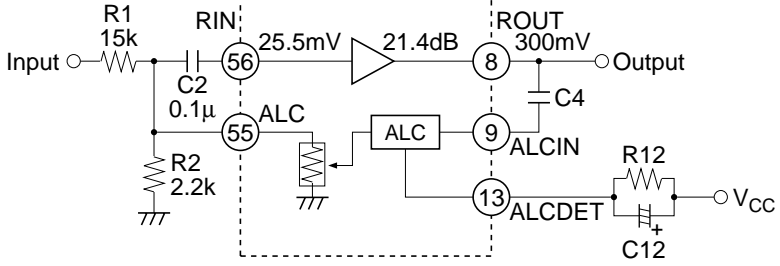 R1
15k
RIN
ROUT
Input
C2
0.1μ
56
25.5mV
21.4dB
8
300mV
Output
C4
ALC
55
ALC
9
ALCIN
R2
2.2k
13
ALCDET
R12
+
C12
VCC